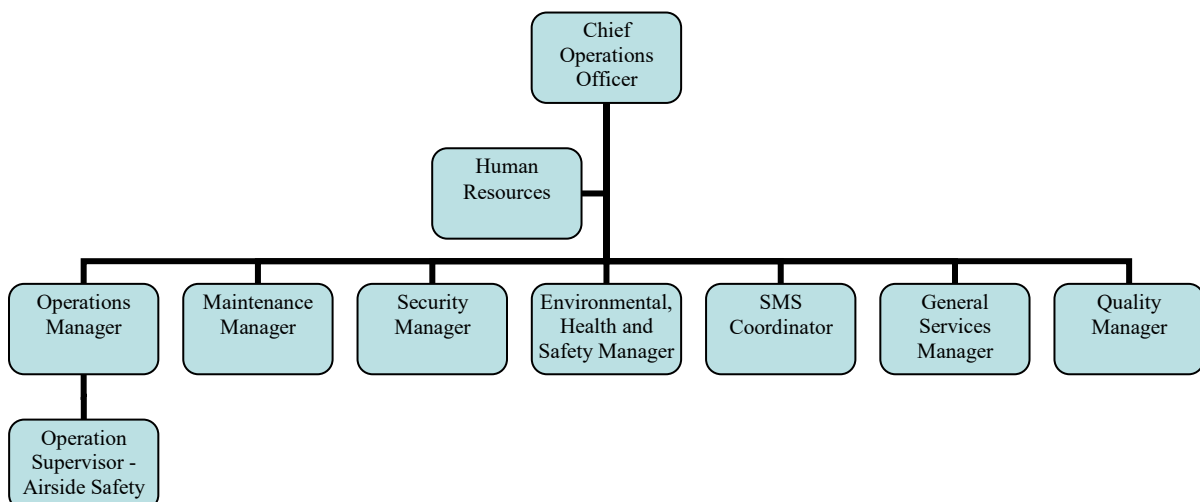 Chief
Operations
Officer
Human
Resources
Operations
Manager
Maintenance
Manager
Security
Manager
Environmental,
Health and
Safety Manager
SMS
Coordinator
General
Services
Manager
Quality
Manager
Operation
Supervisor -
Airside Safety